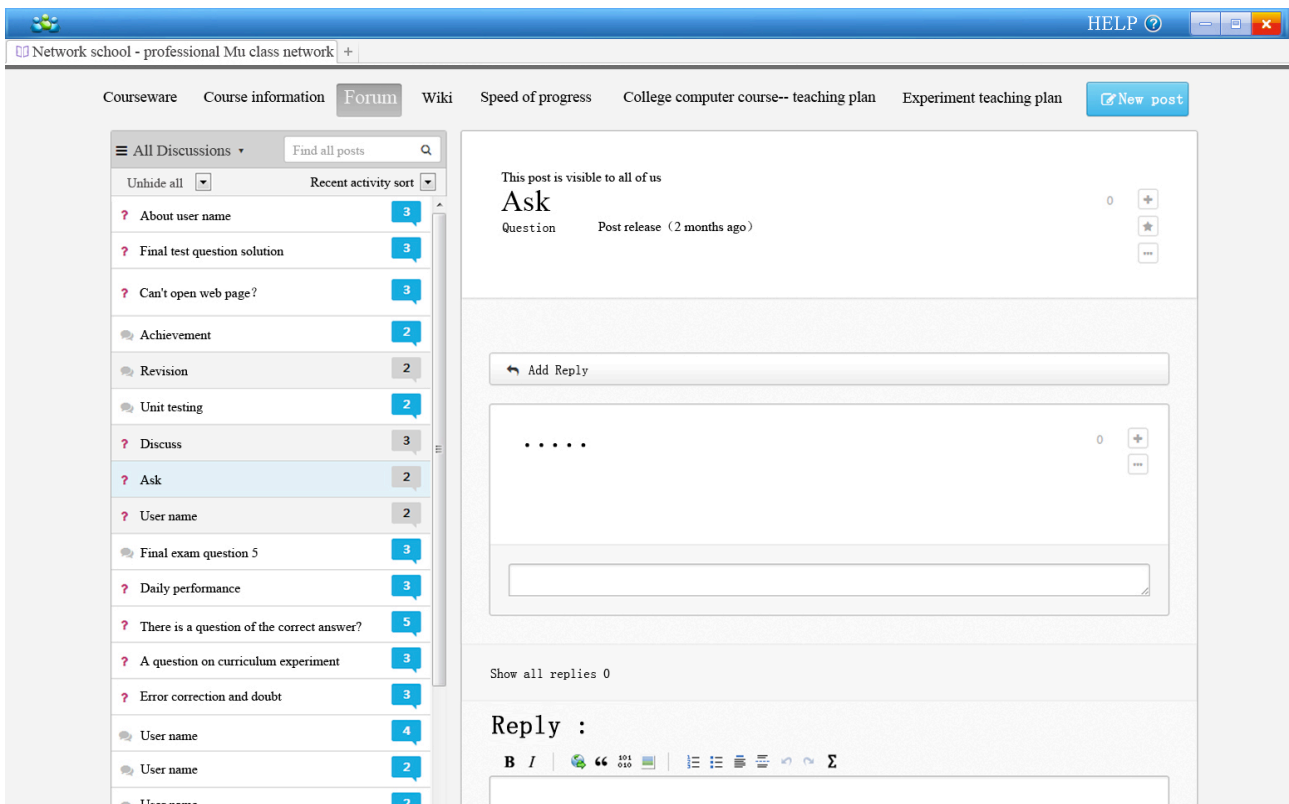 HELP ?
Network school - professional Mu class network +
Courseware Course information Forum Wiki Speed of progress College computer course-- teaching plan Experiment teaching plan New post
All Discussions Find all posts
Unhide all Recent activity sort
? About user name 3
? Final test question solution 3
? Can't open web page? 3
Achievement 2
Revision 2
Unit testing 2
? Discuss 3
? Ask 2
? User name 2
Final exam question 5 3
? Daily performance 3
? There is a question of the correct answer? 5
? A question on curriculum experiment 3
? Error correction and doubt 3
User name 4
User name 2
User name 2
This post is visible to all of us
Ask 0
Question Post release（2 months ago）
Add Reply
..... 0
Show all replies 0
Reply :
B I 101 010 Σ